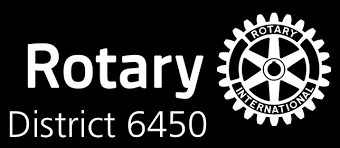 Rotary
District 6450
ROTARY
INTERNATIONAL